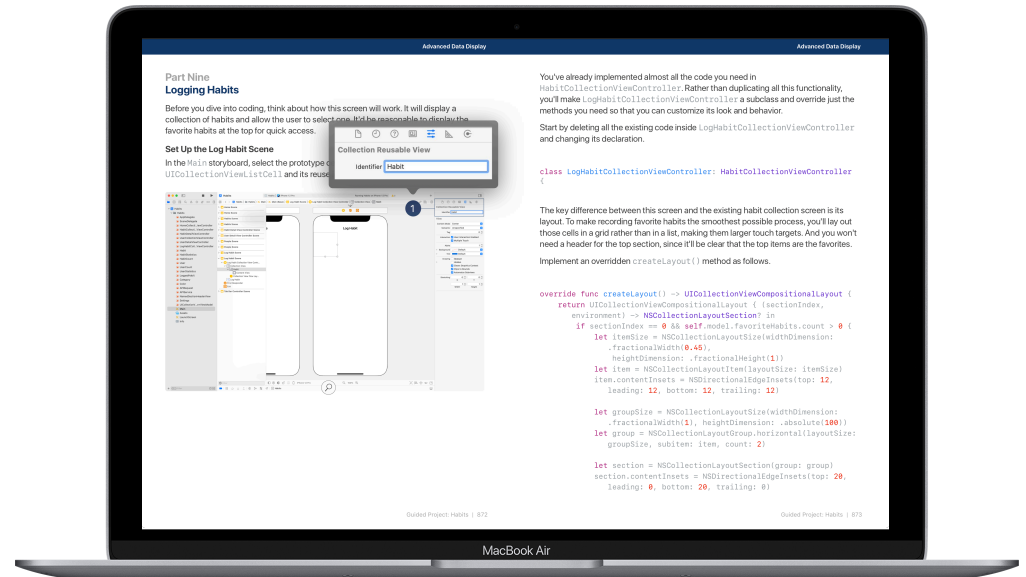 Advanced Data Display
Advanced Data Display
Part Nine
Logging Habits
Before you dive into coding, think about how this screen will work. It will display a
collection of habits and allow the user to select one. It'd be reasonable to display the
favorite habits at the top for quick access.
Set Up the Log Habit Scene
In the Main storyboard, select the prototype
UICollectionViewListCell and its reus
Collection Reusable View
Identifier Habit
1
Log Habit
Guided Project: Habits | 872
You've already implemented almost all the code you need in
HabitCollectionViewController. Rather than duplicating all this functionality,
you'll make LogHabitCollectionViewController a subclass and override just the
methods you need so that you can customize its look and behavior.
Start by deleting all the existing code inside LogHabitCollectionViewController
and changing its declaration.
class LogHabitCollectionViewController: HabitCollectionViewController
{
The key difference between this screen and the existing habit collection screen is its
layout. To make recording favorite habits the smoothest possible process, you'll lay out
those cells in a grid rather than in a list, making them larger touch targets. And you won't
need a header for the top section, since it'll be clear that the top items are the favorites.
Implement an overridden createLayout() method as follows.
override func createLayout() -> UICollectionViewCompositionalLayout {
return UICollectionViewCompositionalLayout { (sectionIndex,
environment) -> NSCollectionLayoutSection? in
if sectionIndex == 0 && self.model.favoriteHabits.count > 0 {
let itemSize = NSCollectionLayoutSize(widthDimension:
.fractionalWidth(0.45),
heightDimension: .fractionalHeight(1))
let item = NSCollectionLayoutItem(layoutSize: itemSize)
item.contentInsets = NSDirectionalEdgeInsets(top: 12,
leading: 12, bottom: 12, trailing: 12)
let groupSize = NSCollectionLayoutSize(widthDimension:
.fractionalWidth(1), heightDimension: .absolute(100))
let group = NSCollectionLayoutGroup.horizontal(layoutSize:
groupSize, subitem: item, count: 2)
let section = NSCollectionLayoutSection(group: group)
section.contentInsets = NSDirectionalEdgeInsets(top: 20,
leading: 0, bottom: 20, trailing: 0)
Guided Project: Habits | 873
MacBook Air